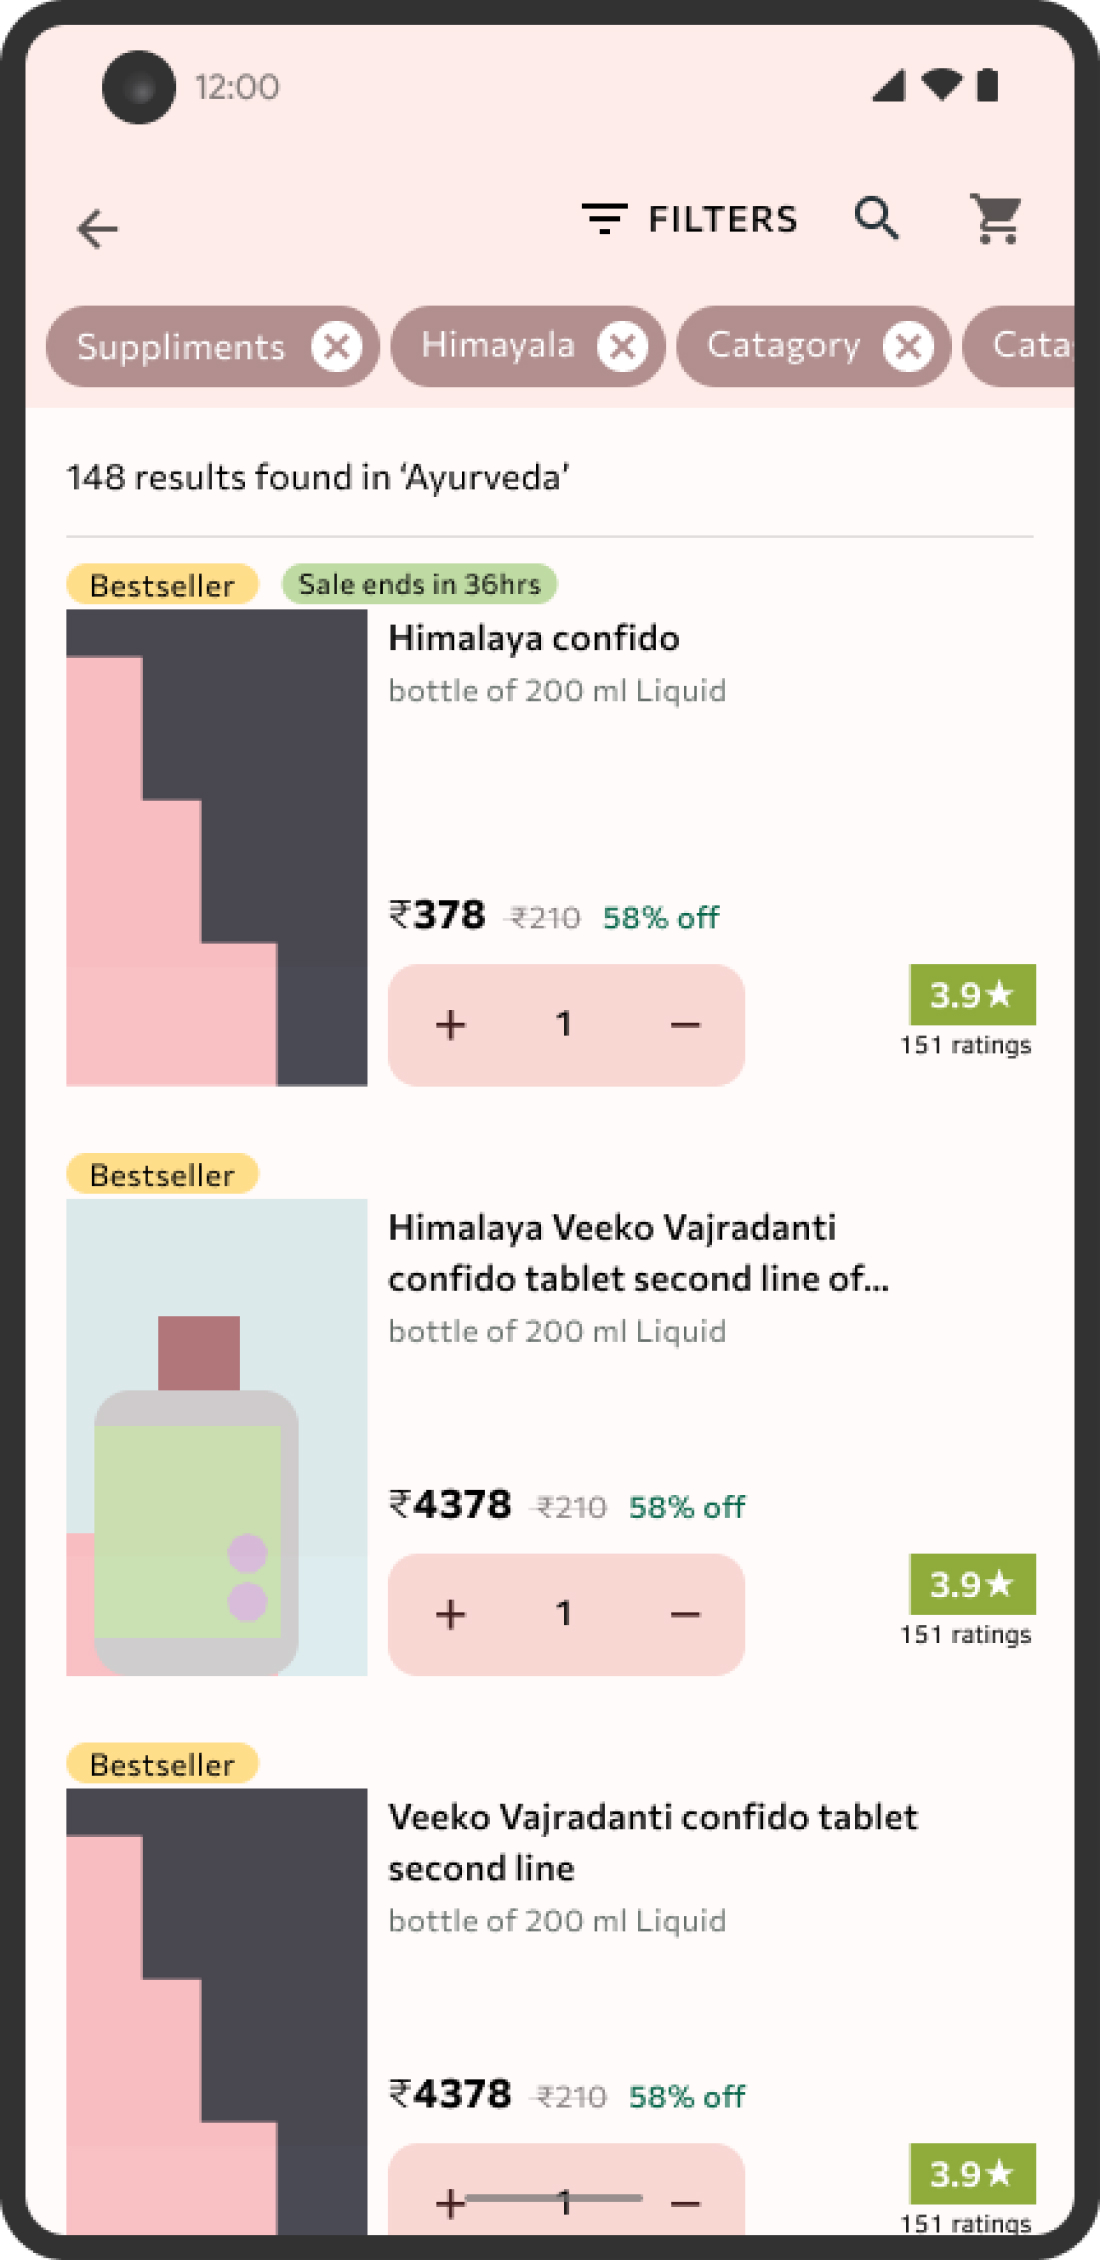 12:00
FILTERS
Suppliments Himayala Catagory Cata
148 results found in ‘Ayurveda’
Bestseller Sale ends in 36hrs
Himalaya confido
bottle of 200 ml Liquid
₹378 ₹210 58% off
+ 1 −
3.9★
151 ratings
Bestseller
Himalaya Veeko Vajradanti
confido tablet second line of...
bottle of 200 ml Liquid
₹4378 ₹210 58% off
+ 1 −
3.9★
151 ratings
Bestseller
Veeko Vajradanti confido tablet
second line
bottle of 200 ml Liquid
₹4378 ₹210 58% off
+ 1 −
3.9★
151 ratings